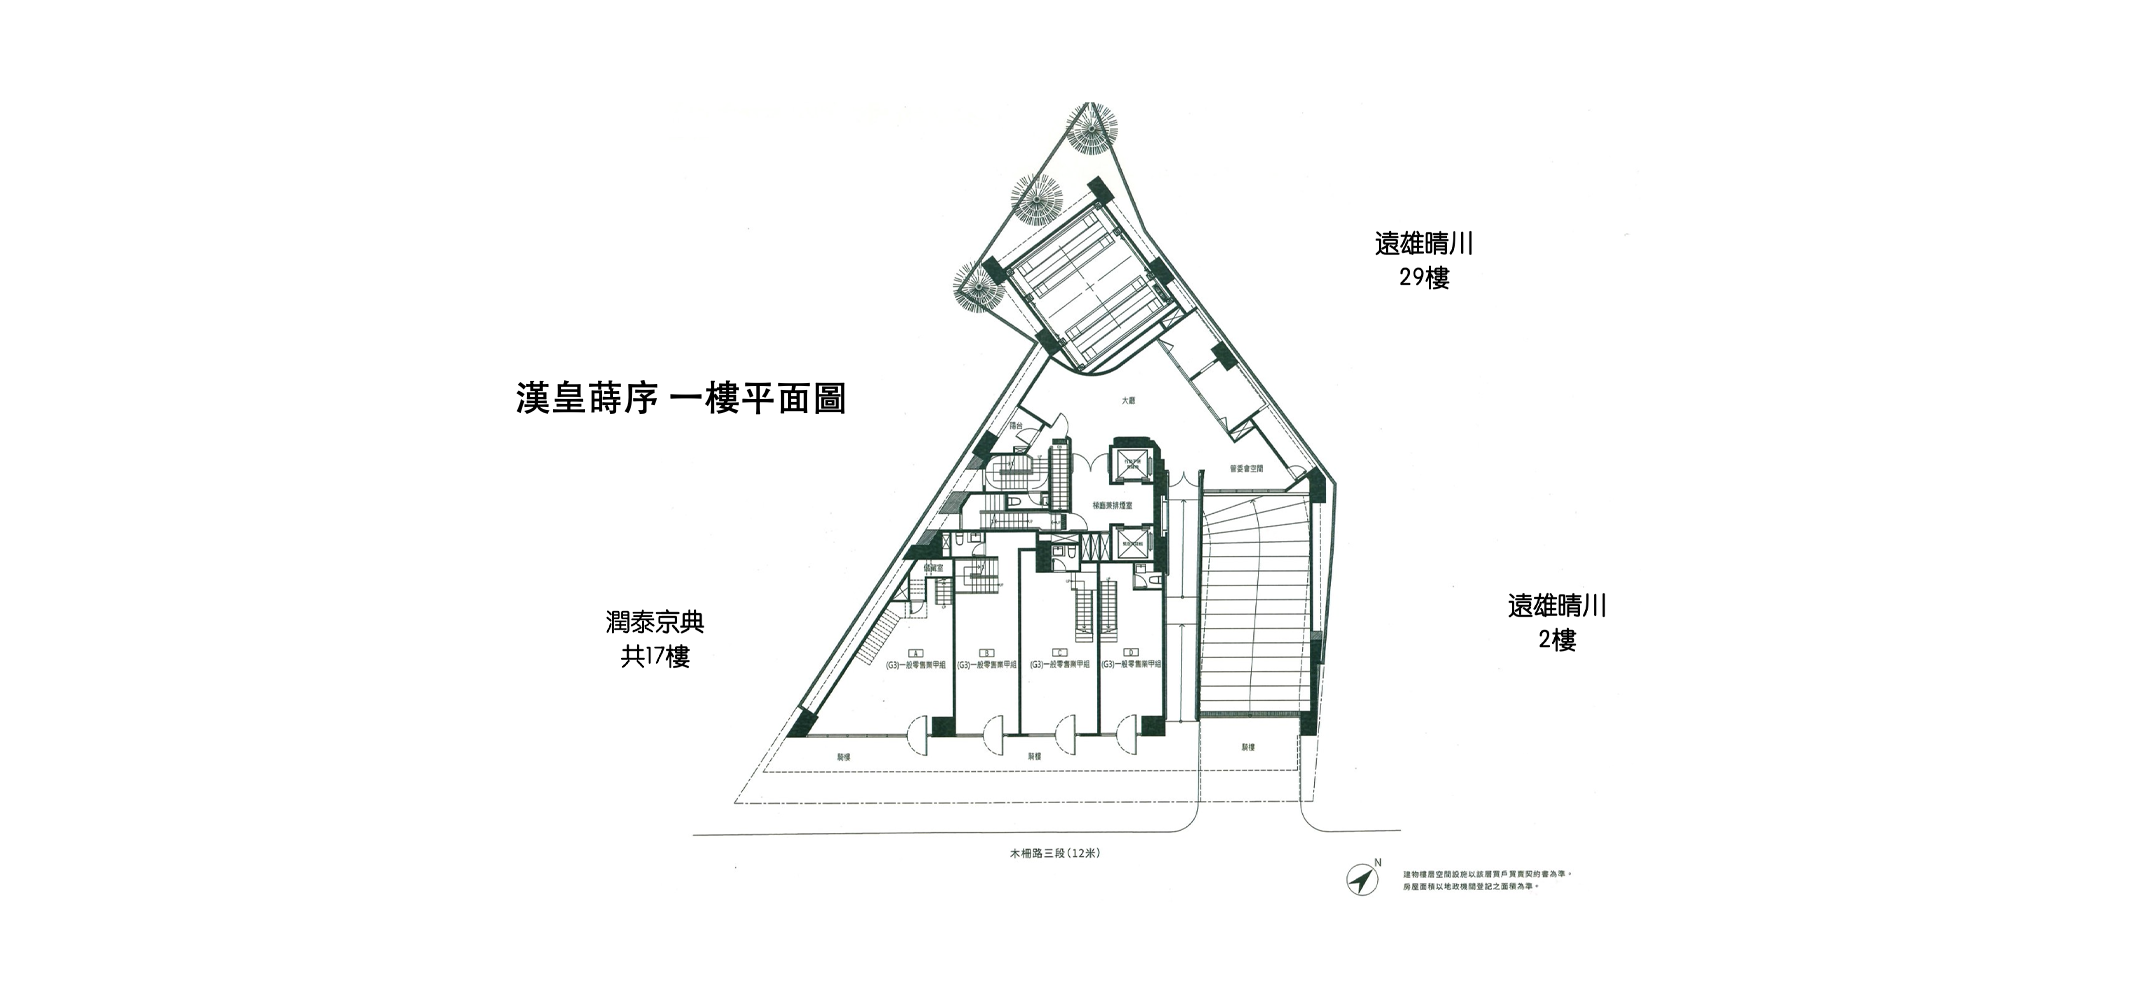 遠雄晴川
29樓
漢皇蒔序 一樓平面圖
大廳
陽台
管委會空間
梯廳兼排煙室
儲藏室
遠雄晴川
2樓
潤泰京典
共17樓
A
(G3)一般零售業甲組
B
(G3)一般零售業甲組
C
(G3)一般零售業甲組
D
(G3)一般零售業甲組
騎樓
騎樓
騎樓
木柵路三段(12米)
N
建物樓層空間設施以該層買戶買賣契約書為準。
房屋面積以地政機關登記之面積為準。